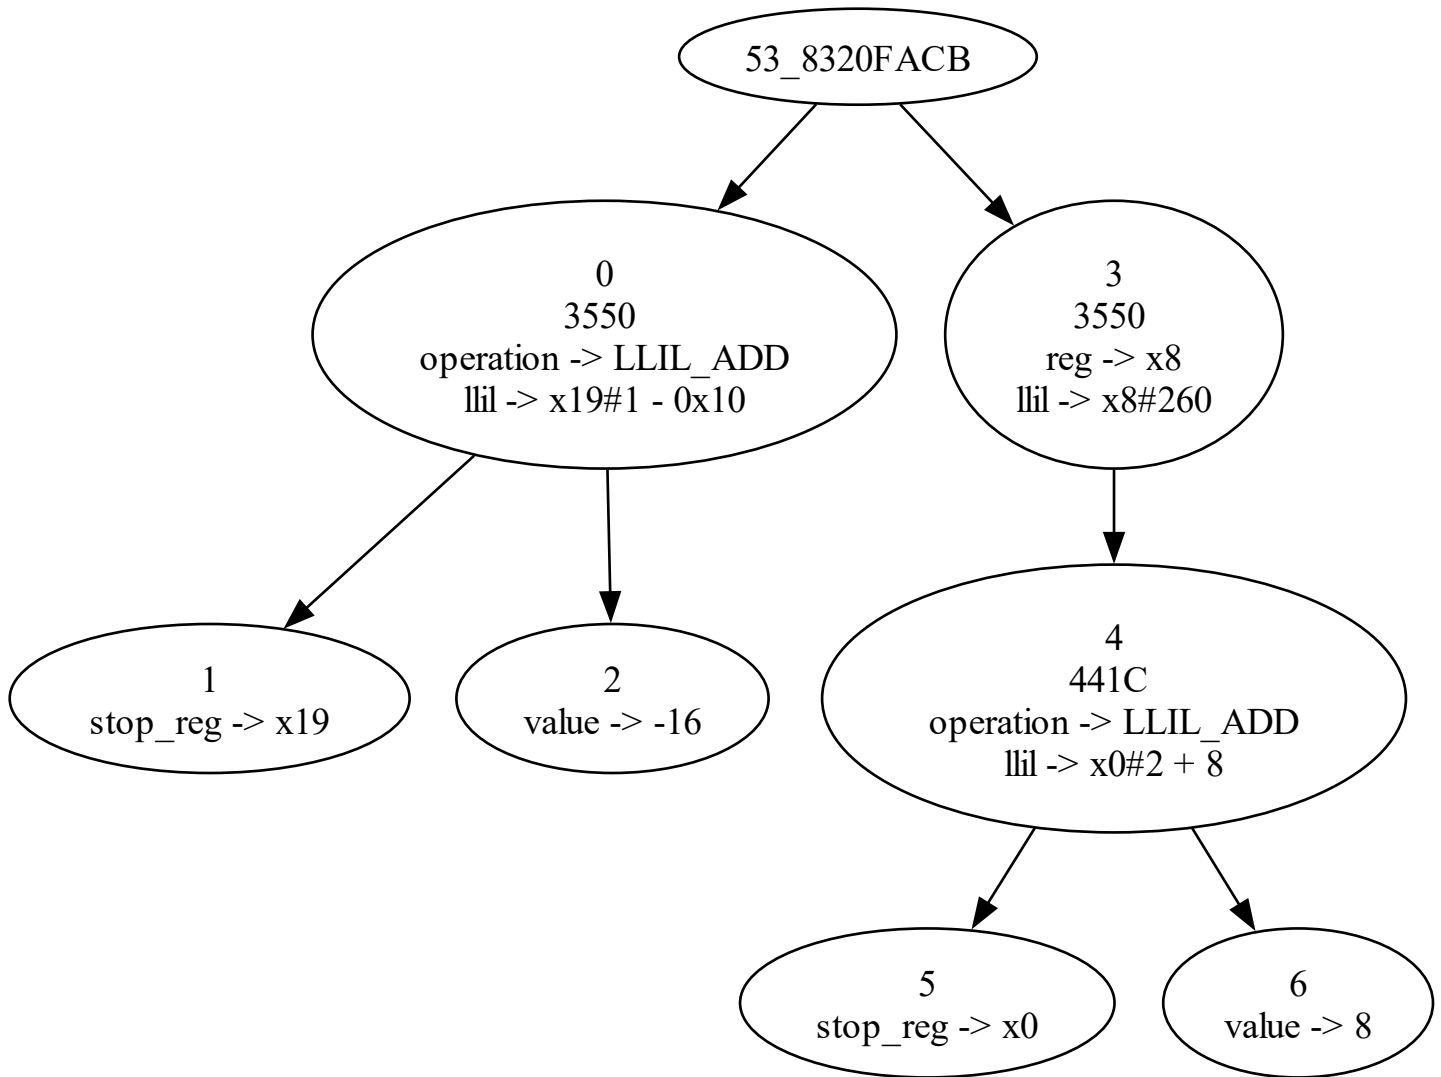 53_8320FACB
0
3550
operation -> LLIL_ADD
llil -> x19#1 - 0x10
3
3550
reg -> x8
llil -> x8#260
1
stop_reg -> x19
2
value -> -16
4
441C
operation -> LLIL_ADD
llil -> x0#2 + 8
5
stop_reg -> x0
6
value -> 8